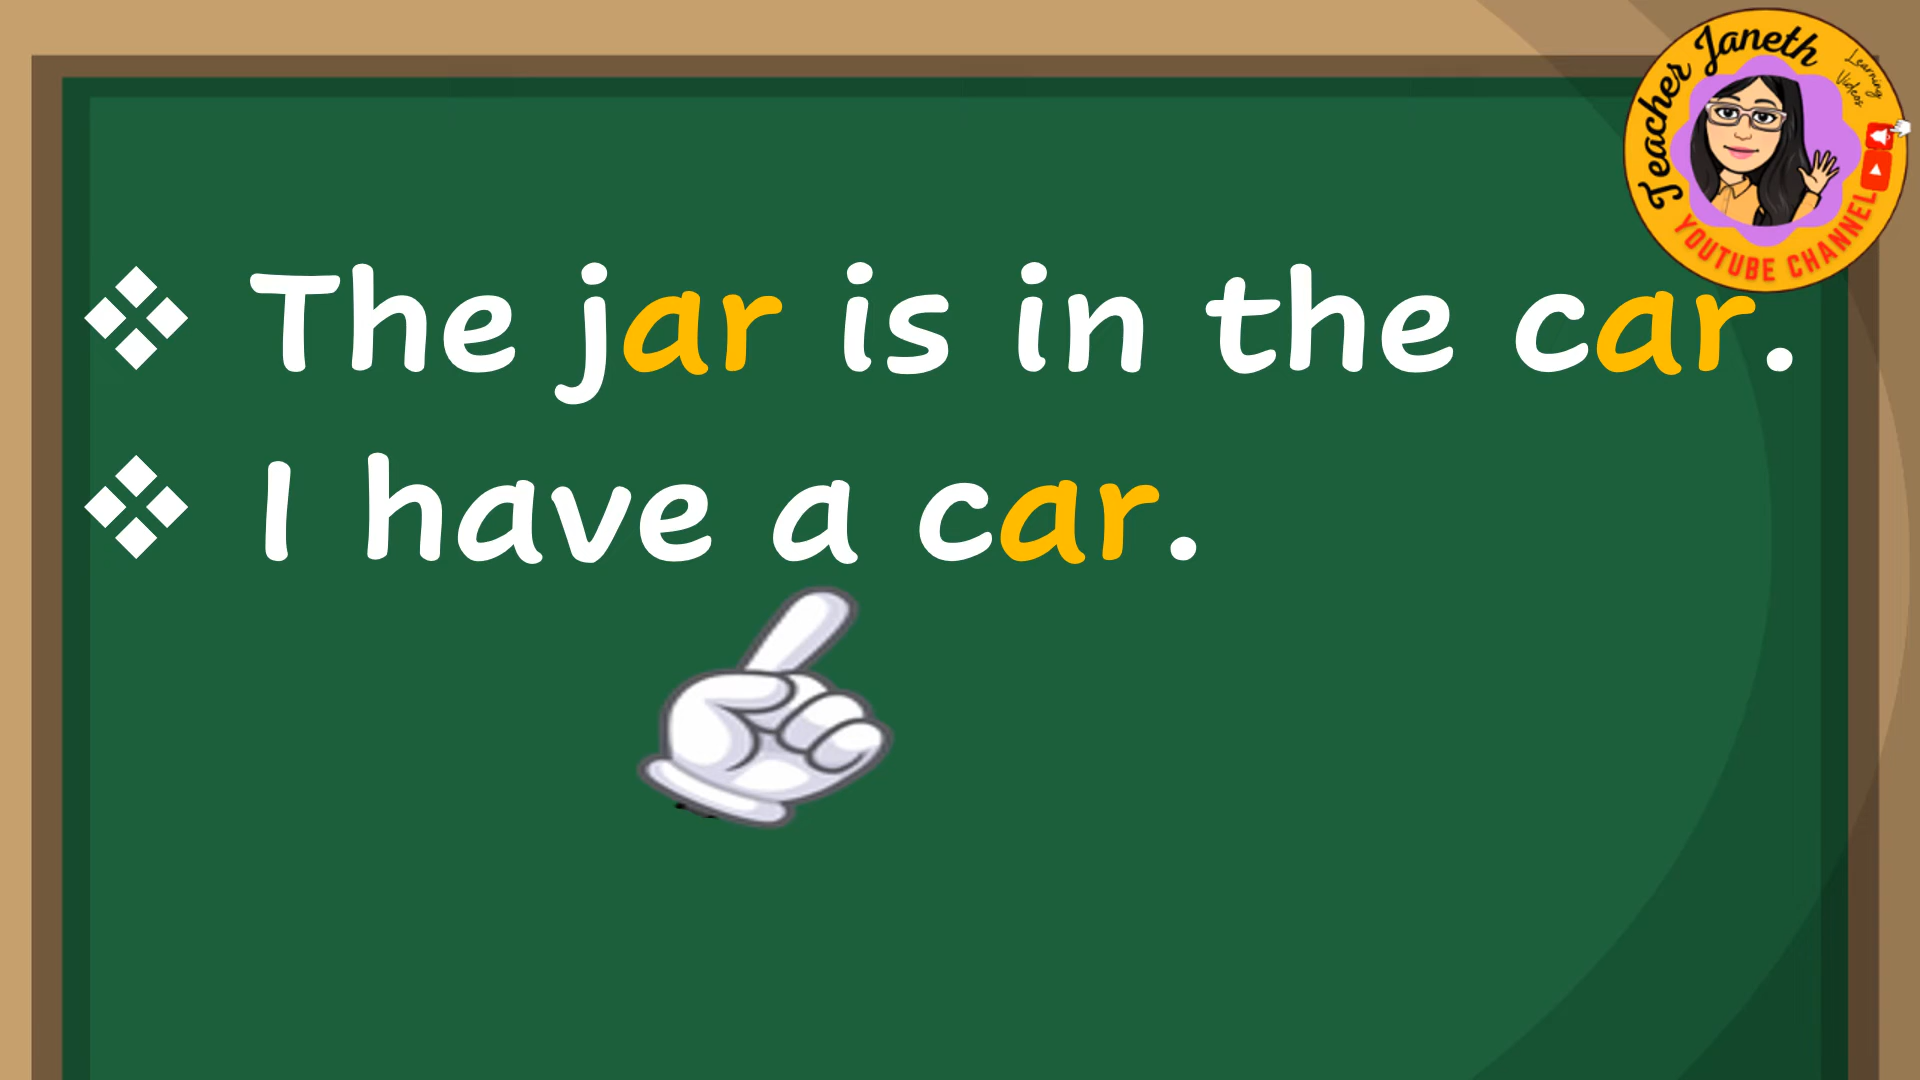 Teacher Janeth
Learning
Videos
YOUTUBE CHANNEL
❖ The jar is in the car.
❖ I have a car.